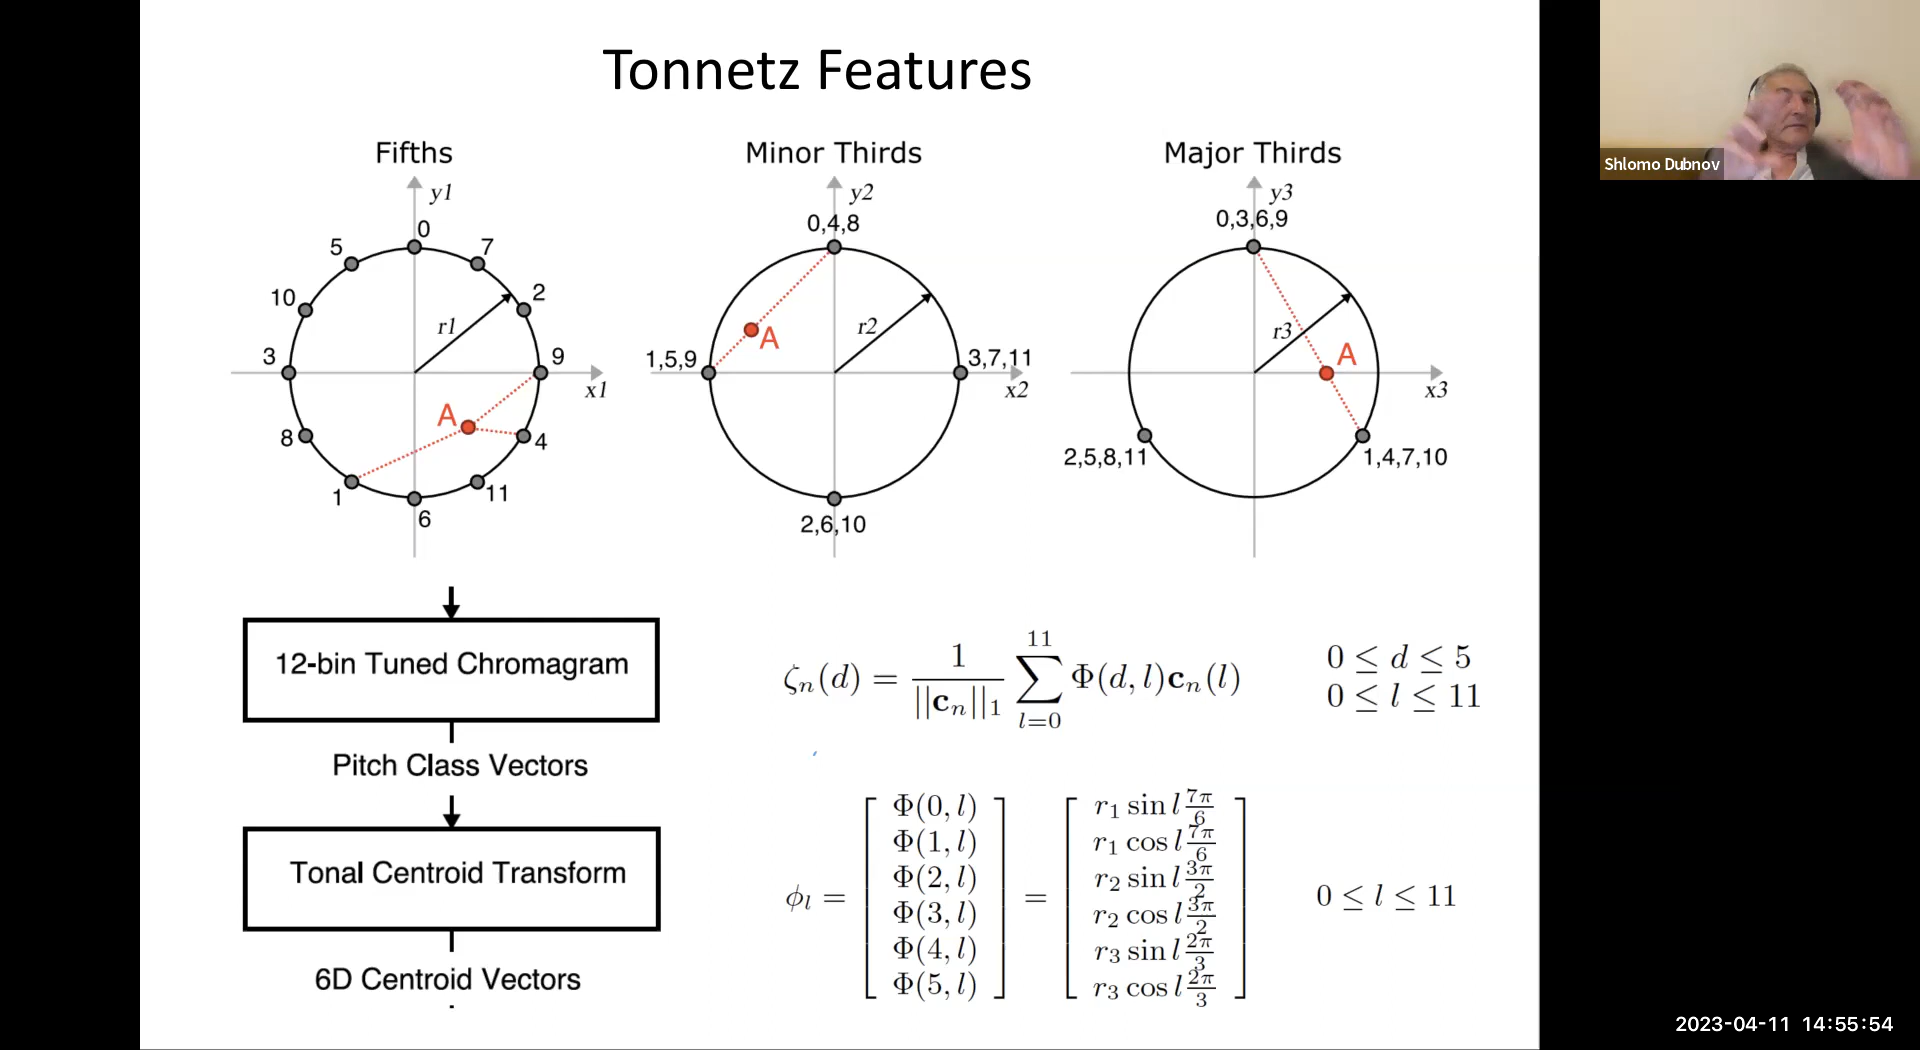 Tonnetz Features
Shlomo Dubnov
Fifths
y1
0
7
2
9
x1
4
11
6
1
8
3
10
5
r1
A
Minor Thirds
y2
0,4,8
r2
A
1,5,9
3,7,11
x2
2,6,10
Major Thirds
y3
0,3,6,9
r3
A
x3
2,5,8,11
1,4,7,10
12-bin Tuned Chromagram
Pitch Class Vectors
Tonal Centroid Transform
6D Centroid Vectors
ζn(d) = 1/||cn||1 ∑ l=0 11 Φ(d, l)cn(l)
0 ≤ d ≤ 5
0 ≤ l ≤ 11
ϕl =
Φ(0, l)
Φ(1, l)
Φ(2, l)
Φ(3, l)
Φ(4, l)
Φ(5, l)
=
r1 sin l 7π/6
r1 cos l 7π/6
r2 sin l 3π/2
r2 cos l 3π/2
r3 sin l 2π/3
r3 cos l 2π/3
0 ≤ l ≤ 11
2023-04-11 14:55:54